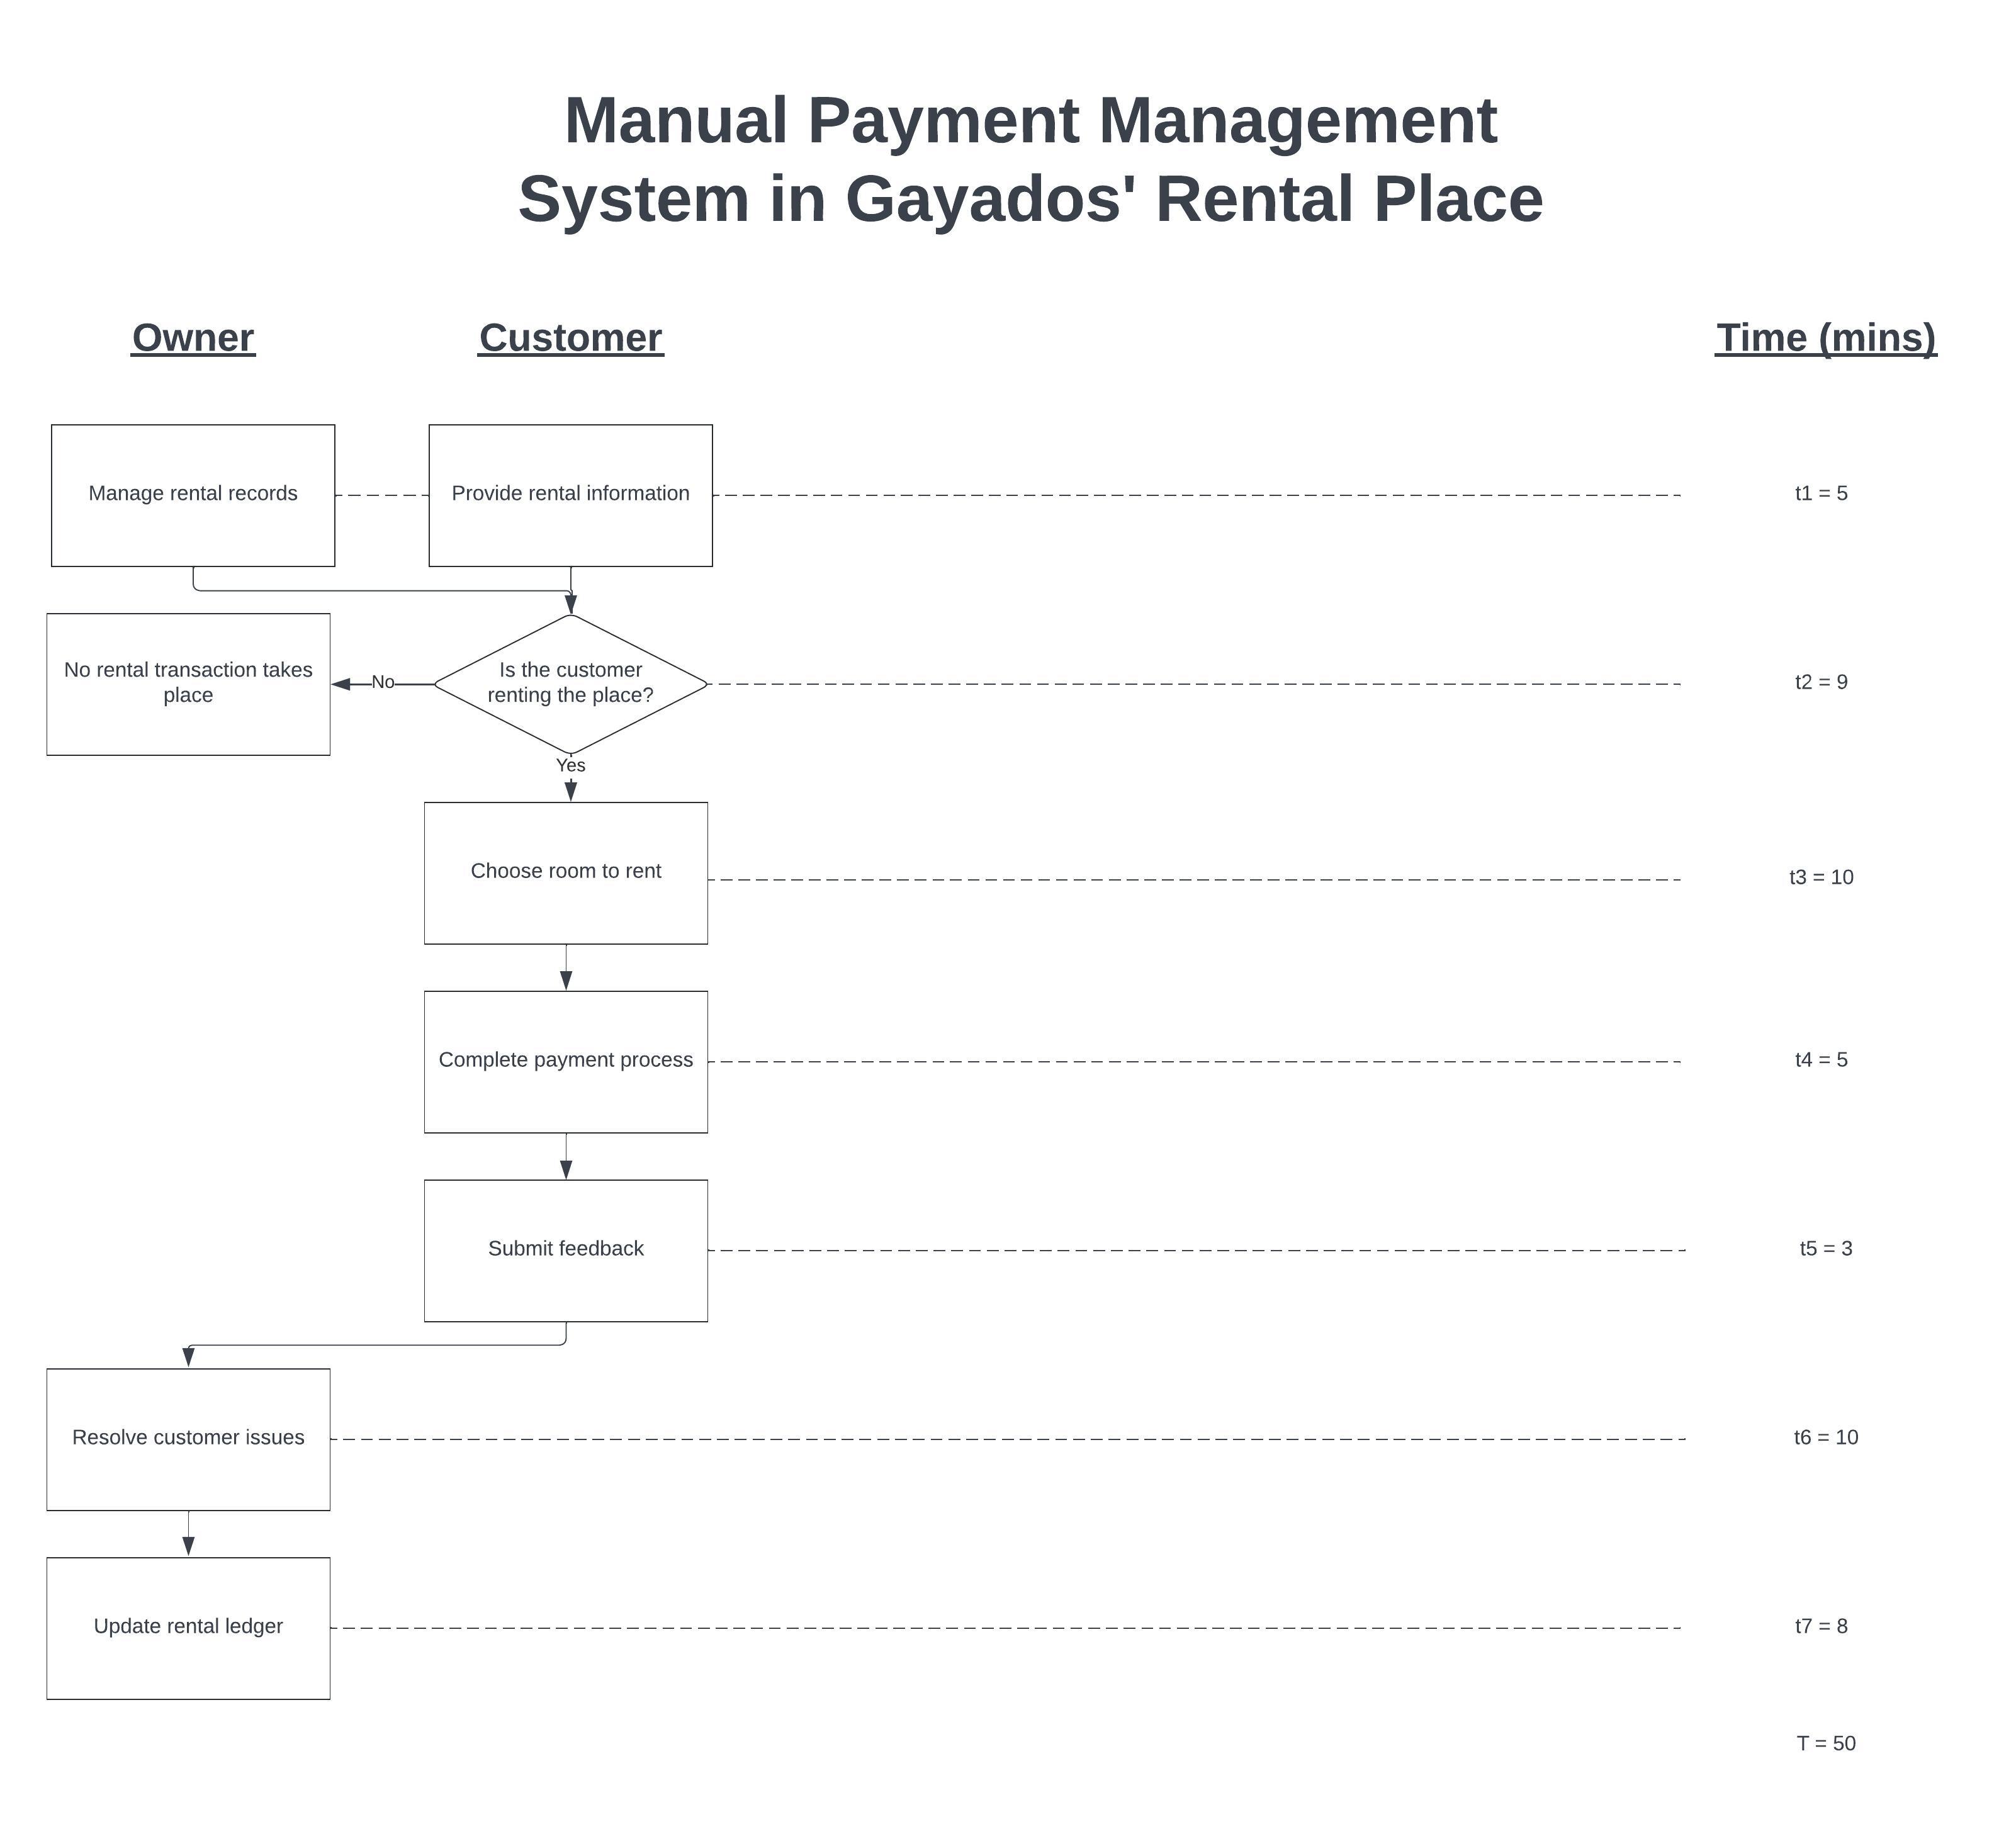 Manual Payment Management
System in Gayados' Rental Place
Owner
Customer
Time (mins)
Manage rental records
Provide rental information
t1 = 5
No rental transaction takes
place
No
Is the customer
renting the place?
t2 = 9
Yes
Choose room to rent
t3 = 10
Complete payment process
t4 = 5
Submit feedback
t5 = 3
Resolve customer issues
t6 = 10
Update rental ledger
t7 = 8
T = 50